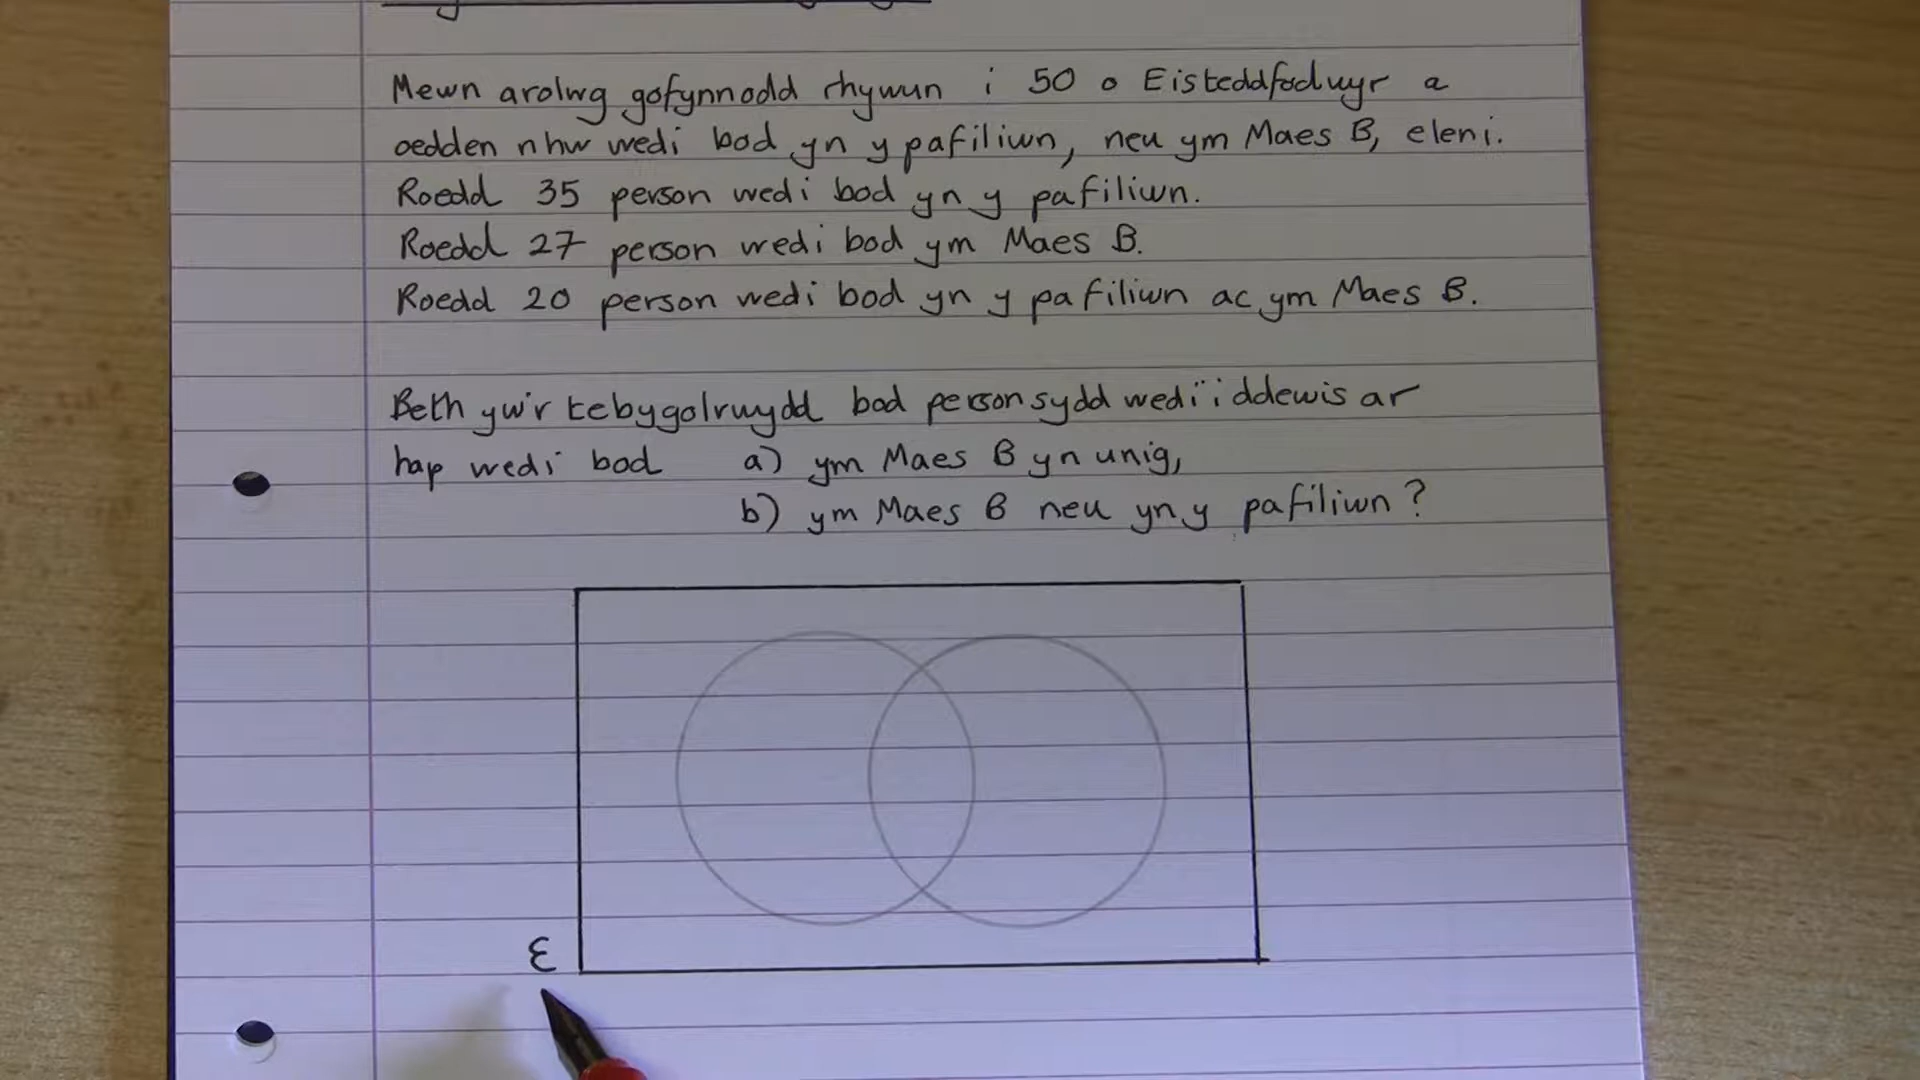 Mewn arolwg gofynnodd rhywun i 50 o Eisteddfodwyr a
oedden nhw wedi bod yn y pafiliwn, neu ym Maes B, eleni.
Roedd 35 person wedi bod yn y pafiliwn.
Roedd 27 person wedi bod ym Maes B.
Roedd 20 person wedi bod yn y pafiliwn ac ym Maes B.
Beth yw'r tebygolrwydd bod person sydd wedi'i ddewis ar
hap wedi bod a) ym Maes B yn unig,
b) ym Maes B neu yn y pafiliwn?
Ɛ